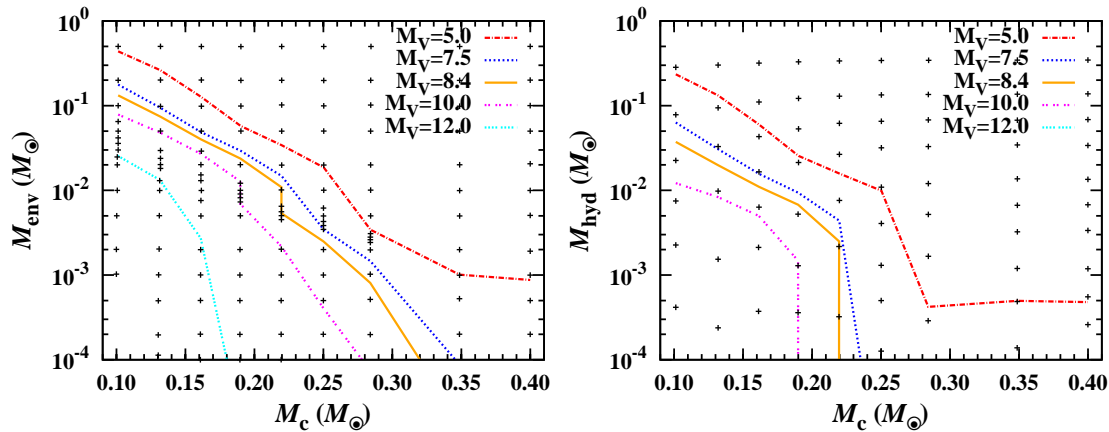 10^0
10^-1
10^-2
10^-3
10^-4
M_env (M_⊙)
0.10 0.15 0.20 0.25 0.30 0.35 0.40
M_c (M_⊙)
M_V=5.0
M_V=7.5
M_V=8.4
M_V=10.0
M_V=12.0
10^0
10^-1
10^-2
10^-3
10^-4
M_hyd (M_⊙)
0.10 0.15 0.20 0.25 0.30 0.35 0.40
M_c (M_⊙)
M_V=5.0
M_V=7.5
M_V=8.4
M_V=10.0
M_V=12.0